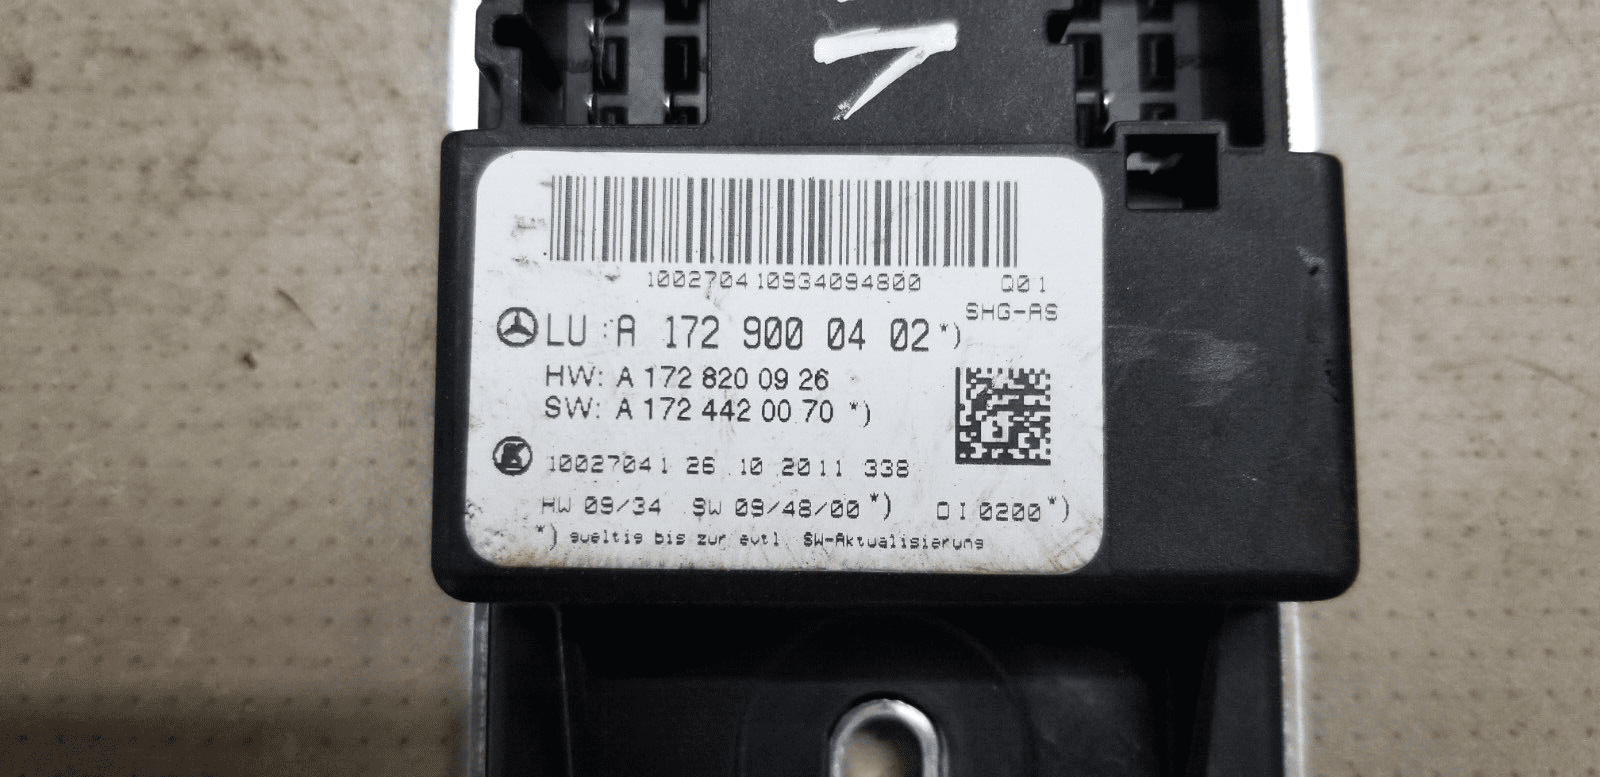 100270410934094800 Q01
SHG-AS
LU :A 172 900 04 02*)
HW: A 172 820 09 26
SW: A 172 442 00 70 *)
10027041 26 10 2011 338
HW 09/34 SW 09/48/00*) DI 0200*)
*) gueltig bis zur evtl. SW-Aktualisierung